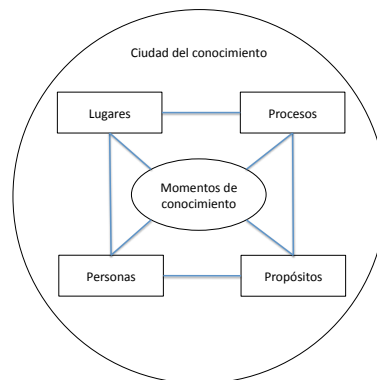 Ciudad del conocimiento
Lugares
Procesos
Momentos de
conocimiento
Personas
Propósitos